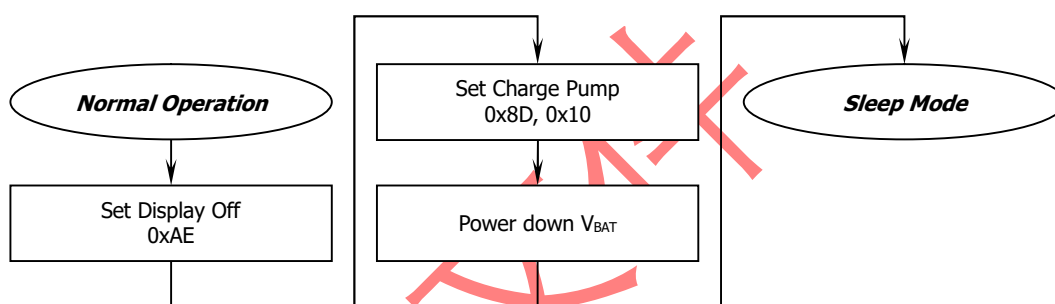 Normal Operation
Set Display Off
0xAE
Set Charge Pump
0x8D, 0x10
Power down VBAT
Sleep Mode